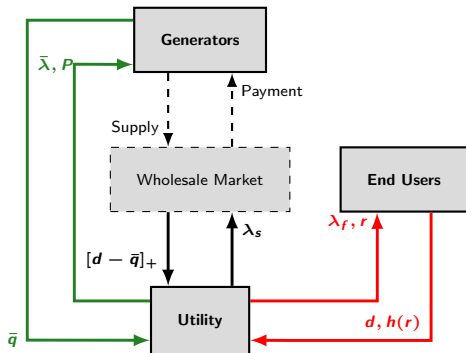 Generators
λ̄, P
Payment
Supply
Wholesale Market
End Users
λ_f, r
λ_s
[d − q̄]₊
Utility
d, h(r)
q̄